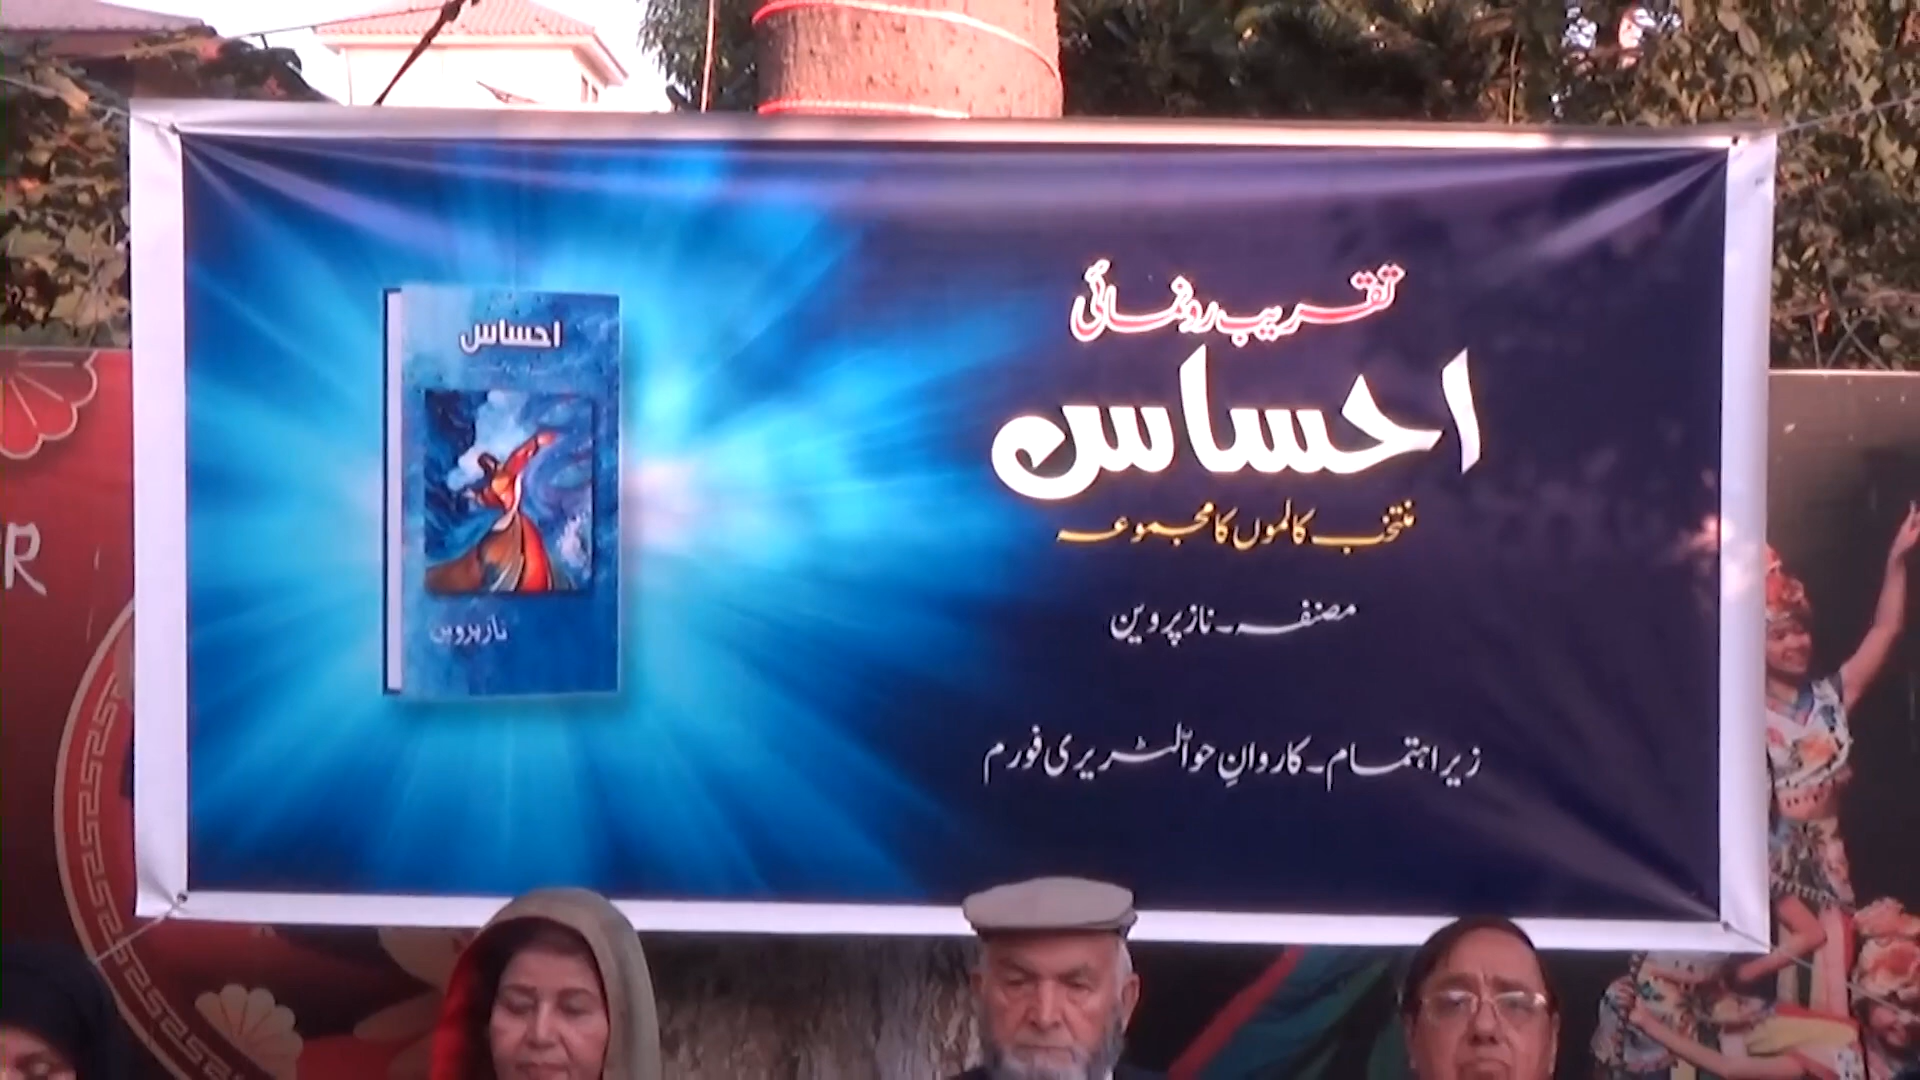 تقریب رونمائی
احساس
منتخب کالموں کا مجموعہ
مصنفہ۔ ناز پروین
زیر اہتمام۔ کاروانِ حوا لٹریری فورم
احساس
ناز پروین